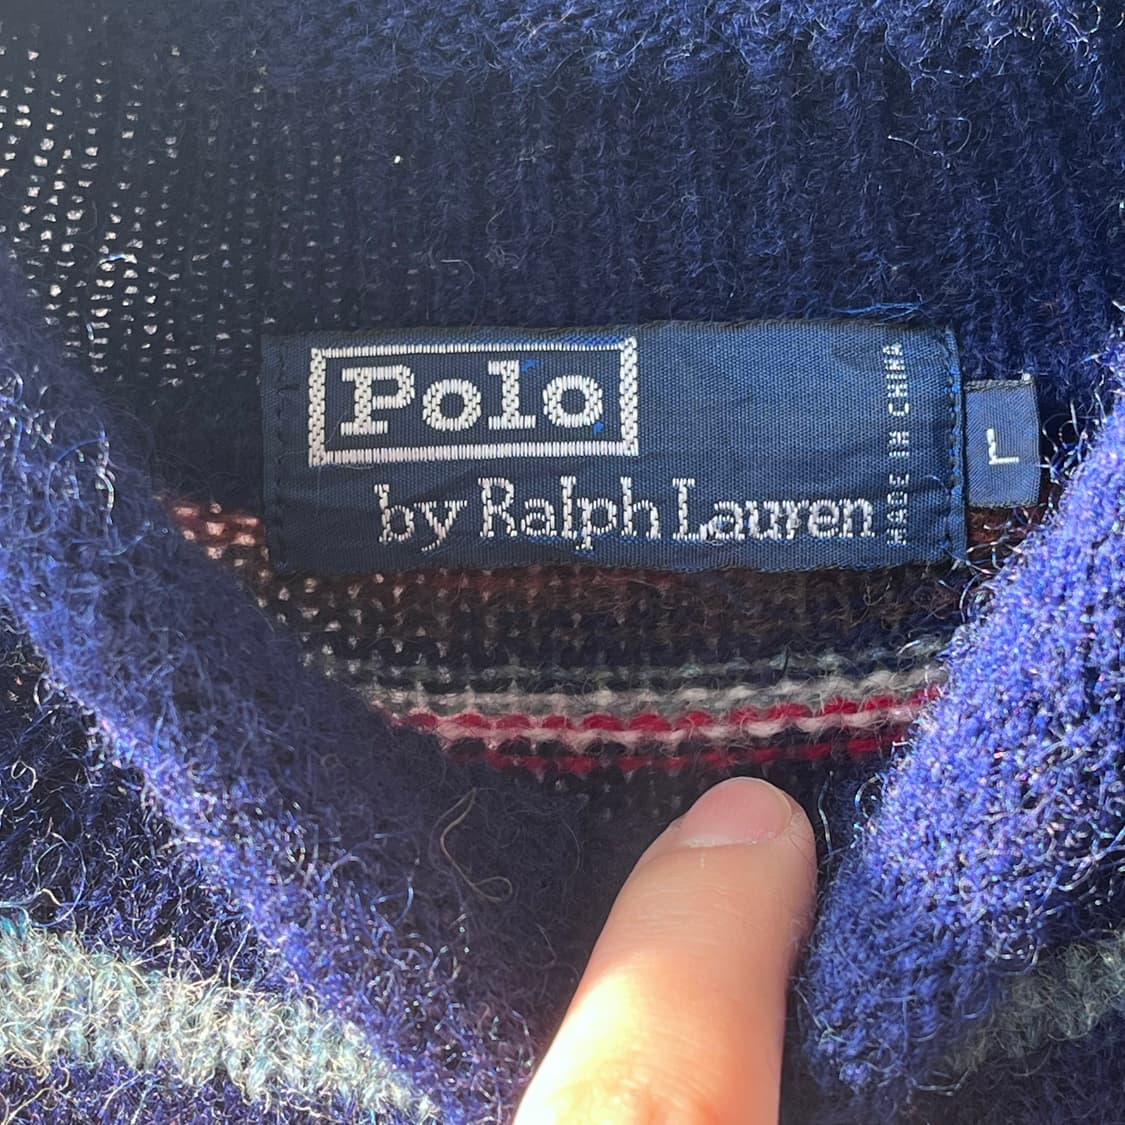 Polo
by Ralph Lauren
MADE IN CHINA
L